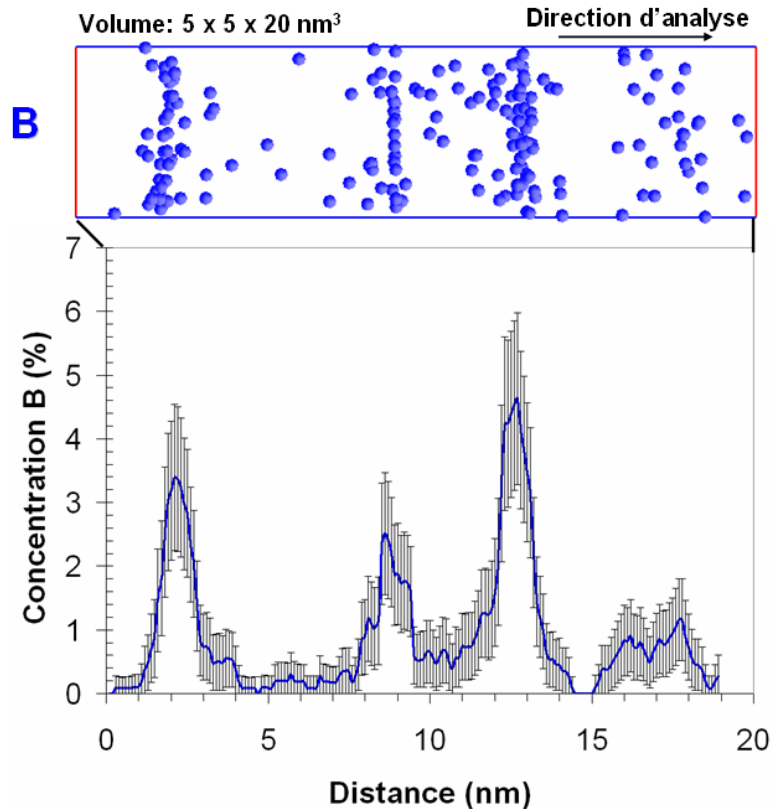 Volume: 5 x 5 x 20 nm³
Direction d'analyse
B
7
6
5
4
3
2
1
0
Concentration B (%)
0 5 10 15 20
Distance (nm)